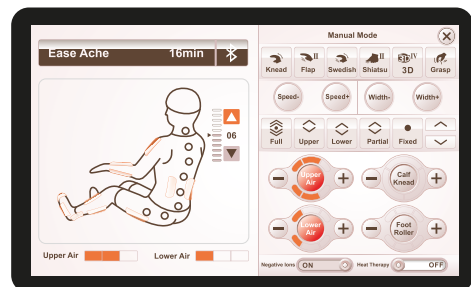 Ease Ache 16min
06
Upper Air
Lower Air
Manual Mode
Knead Flap Swedish Shiatsu 3D Grasp
Speed- Speed+ Width- Width+
Full Upper Lower Partial Fixed
Upper
Air
Calf
Knead
Lower
Air
Foot
Roller
Negative Ions ON
Heat Therapy OFF